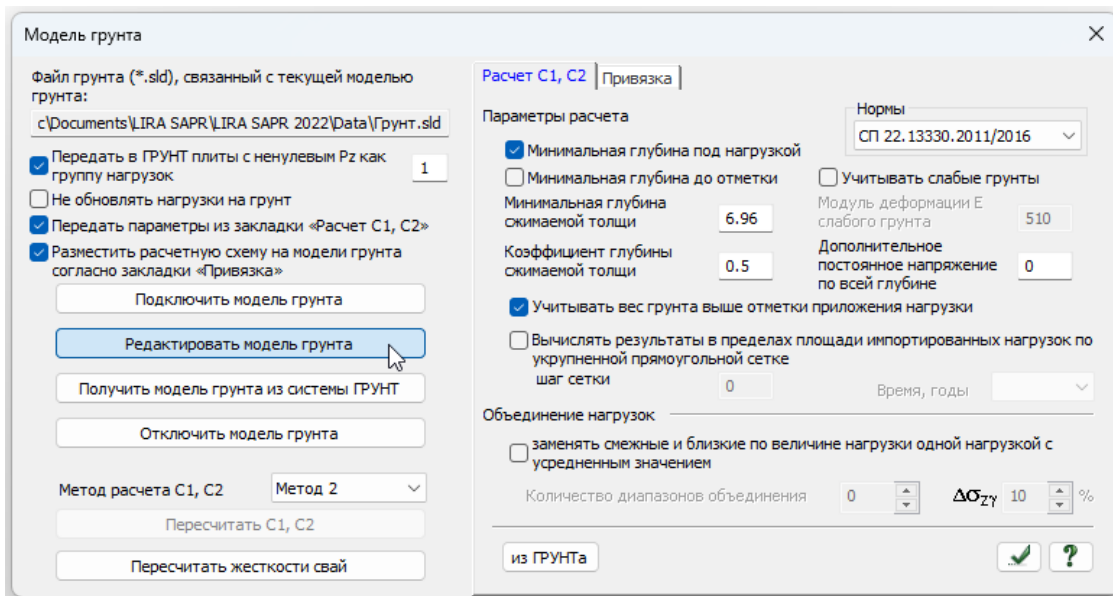 Модель грунта
Файл грунта (*.sld), связанный с текущей моделью
грунта:
c\Documents\LIRA SAPR\LIRA SAPR 2022\Data\Грунт.sld
Передать в ГРУНТ плиты с ненулевым Pz как
группу нагрузок
1
Не обновлять нагрузки на грунт
Передать параметры из закладки «Расчет C1, C2»
Разместить расчетную схему на модели грунта
согласно закладки «Привязка»
Подключить модель грунта
Редактировать модель грунта
Получить модель грунта из системы ГРУНТ
Отключить модель грунта
Метод расчета C1, C2
Метод 2
Пересчитать C1, C2
Пересчитать жесткости свай
Расчет C1, C2
Привязка
Параметры расчета
Нормы
СП 22.13330.2011/2016
Минимальная глубина под нагрузкой
Минимальная глубина до отметки
Учитывать слабые грунты
Минимальная глубина
сжимаемой толщи
6.96
Модуль деформации E
слабого грунта
510
Коэффициент глубины
сжимаемой толщи
0.5
Дополнительное
постоянное напряжение
по всей глубине
0
Учитывать вес грунта выше отметки приложения нагрузки
Вычислять результаты в пределах площади импортированных нагрузок по
укрупненной прямоугольной сетке
шаг сетки
0
Время, годы
Объединение нагрузок
заменять смежные и близкие по величине нагрузки одной нагрузкой с
усредненным значением
Количество диапазонов объединения
0
Δσzγ
10
%
из ГРУНТа
?